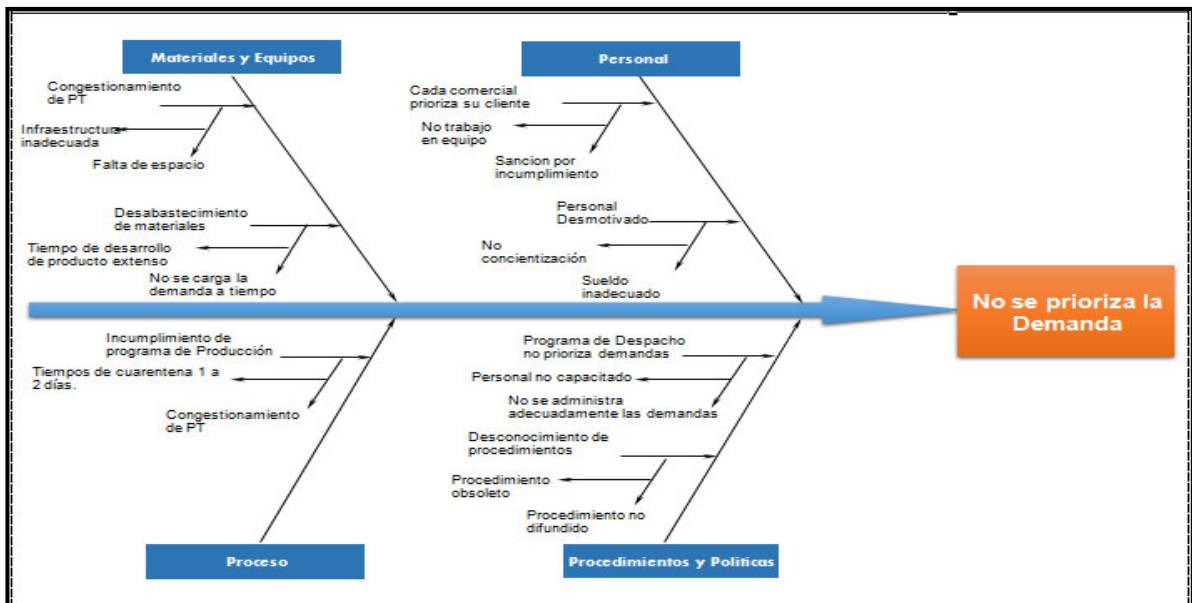 Materiales y Equipos
Personal
Congestionamiento
de PT
Infraestructura
inadecuada
Falta de espacio
Desabastecimiento
de materiales
Tiempo de desarrollo
de producto extenso
No se carga la
demanda a tiempo
Cada comercial
prioriza su cliente
No trabajo
en equipo
Sancion por
incumplimiento
Personal
Desmotivado
No
concientización
Sueldo
inadecuado
No se prioriza la
Demanda
Incumplimiento de
programa de Producción
Tiempos de cuarentena 1 a
2 días.
Congestionamiento
de PT
Programa de Despacho
no prioriza demandas
Personal no capacitado
No se administra
adecuadamente las demandas
Desconocimiento de
procedimientos
Procedimiento
obsoleto
Procedimiento no
difundido
Proceso
Procedimientos y Politicas